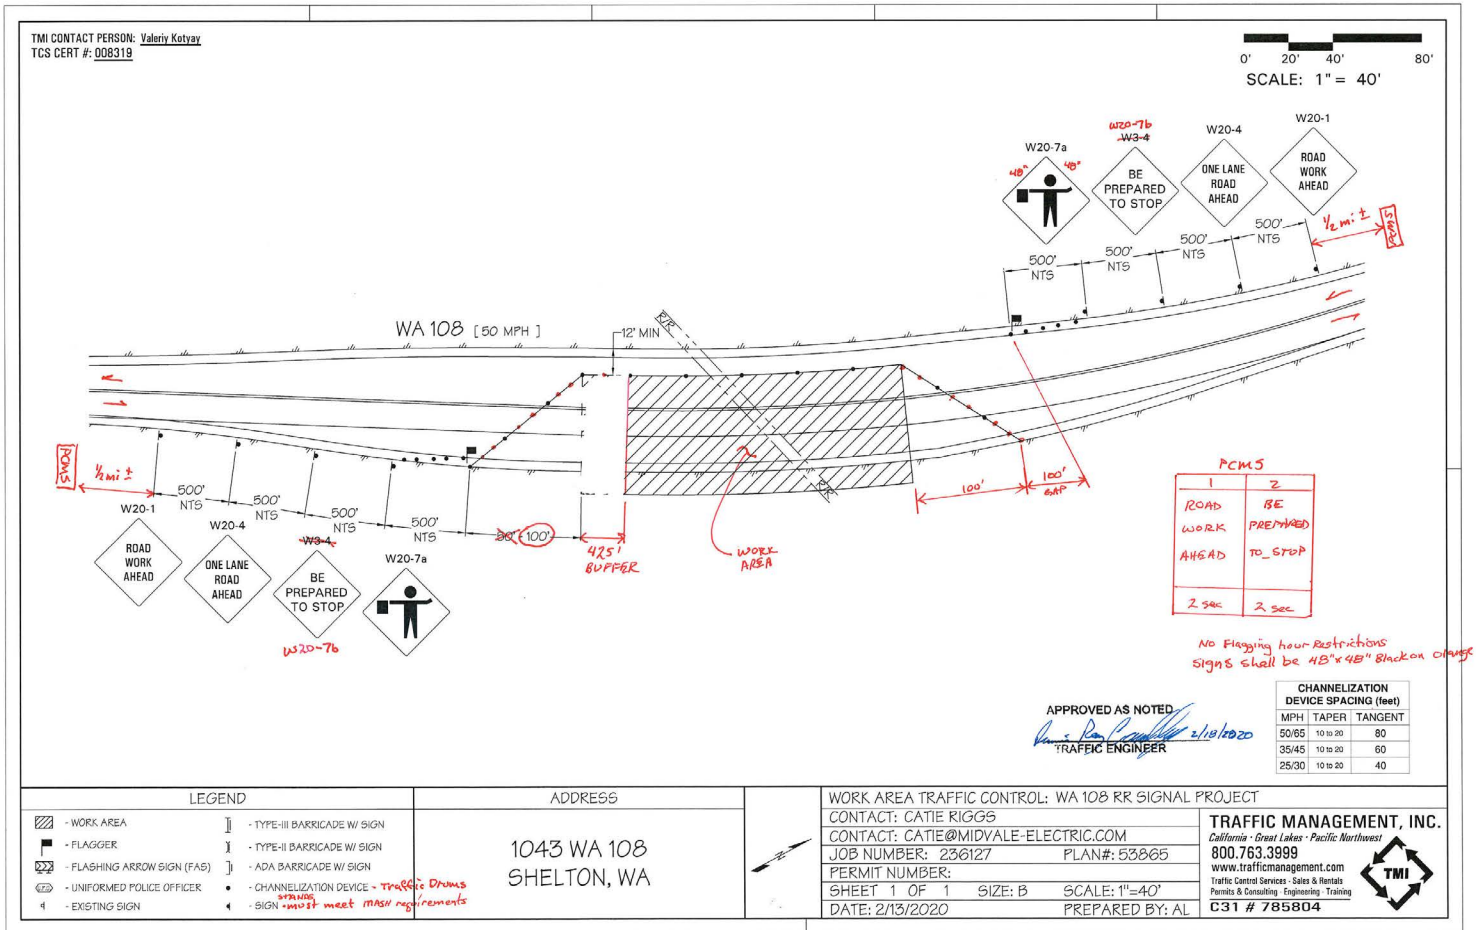 TMI CONTACT PERSON: Valeriy Kotyay
TCS CERT #: 008319
0' 20' 40' 80'
SCALE: 1" = 40'
W20-7a
48" 48"
W20-7b
W3-4
BE
PREPARED
TO STOP
W20-4
ONE LANE
ROAD
AHEAD
W20-1
ROAD
WORK
AHEAD
500'
NTS
500'
NTS
500'
NTS
500'
NTS
1/2 mi ±
PCMS
WA 108 [ 50 MPH ]
12' MIN
R/R
R/R
PCMS
1/2 mi ±
500'
NTS
500'
NTS
500'
NTS
500'
NTS
50' - 100'
425'
BUFFER
WORK
AREA
100'
100'
GAP
W20-1
ROAD
WORK
AHEAD
W20-4
ONE LANE
ROAD
AHEAD
W3-4
BE
PREPARED
TO STOP
W20-7b
W20-7a
PCMS
1 2
ROAD BE
WORK PREPARED
AHEAD TO_STOP
2 sec 2 sec
No Flagging hour Restrictions
Signs shall be 48" x 48" Black on Orange
APPROVED AS NOTED
2/18/2020
TRAFFIC ENGINEER
CHANNELIZATION
DEVICE SPACING (feet)
MPH TAPER TANGENT
50/65 10 to 20 80
35/45 10 to 20 60
25/30 10 to 20 40
LEGEND
- WORK AREA
- FLAGGER
- FLASHING ARROW SIGN (FAS)
- UNIFORMED POLICE OFFICER
- EXISTING SIGN
- TYPE-III BARRICADE W/ SIGN
- TYPE-II BARRICADE W/ SIGN
- ADA BARRICADE W/ SIGN
- CHANNELIZATION DEVICE - Traffic Drums
- SIGN STANDS - must meet MASH requirements
ADDRESS
1043 WA 108
SHELTON, WA
WORK AREA TRAFFIC CONTROL: WA 108 RR SIGNAL PROJECT
CONTACT: CATIE RIGGS
CONTACT: CATIE@MIDVALE-ELECTRIC.COM
JOB NUMBER: 236127 PLAN#: 53865
PERMIT NUMBER:
SHEET 1 OF 1 SIZE: B SCALE: 1"=40'
DATE: 2/13/2020 PREPARED BY: AL
TRAFFIC MANAGEMENT, INC.
California · Great Lakes · Pacific Northwest
800.763.3999
www.trafficmanagement.com
Traffic Control Services - Sales & Rentals
Permits & Consulting - Engineering - Training
C31 # 785804
TMI